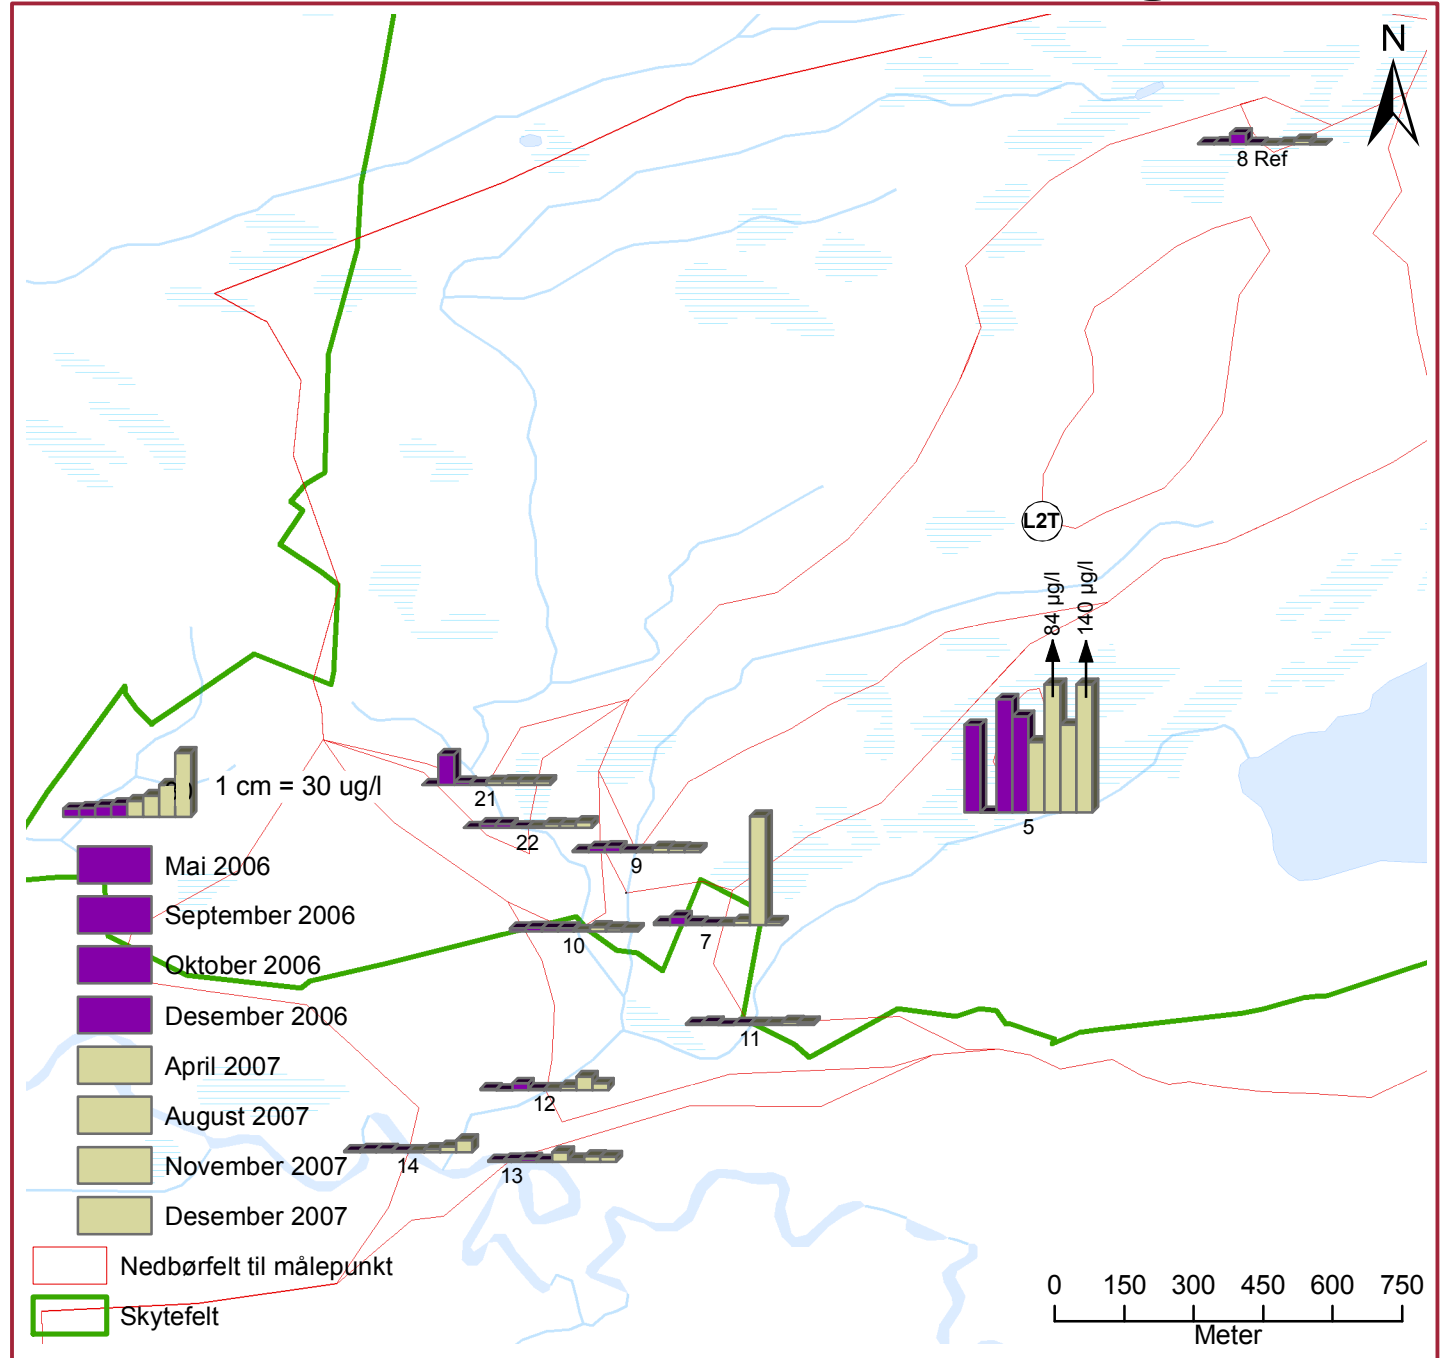 N
8 Ref
L2T
84 µg/l
140 µg/l
5
1 cm = 30 ug/l
21
22
9
10
7
11
12
14
13
Mai 2006
September 2006
Oktober 2006
Desember 2006
April 2007
August 2007
November 2007
Desember 2007
Nedbørfelt til målepunkt
Skytefelt
0 150 300 450 600 750
Meter